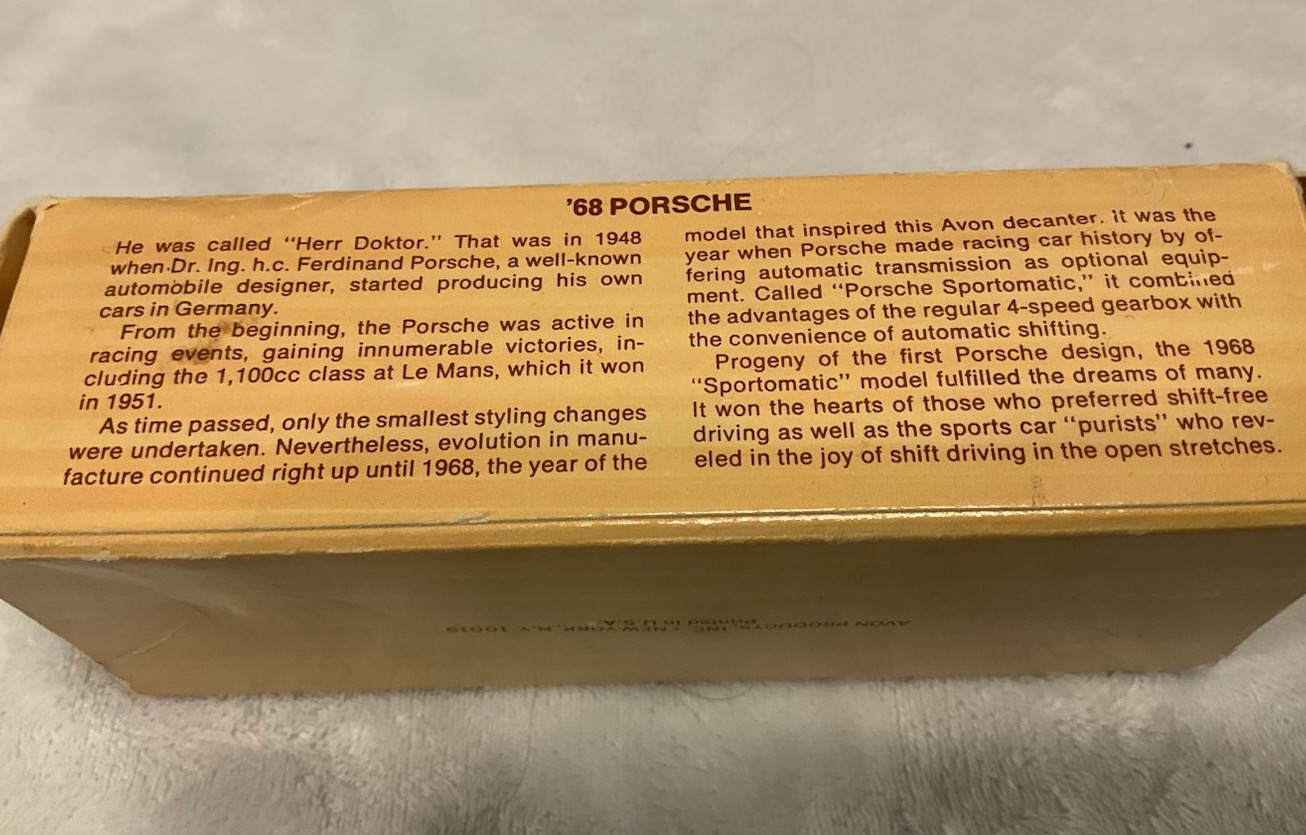 '68 PORSCHE
He was called "Herr Doktor." That was in 1948
when Dr. Ing. h.c. Ferdinand Porsche, a well-known
automobile designer, started producing his own
cars in Germany.
From the beginning, the Porsche was active in
racing events, gaining innumerable victories, in-
cluding the 1,100cc class at Le Mans, which it won
in 1951.
As time passed, only the smallest styling changes
were undertaken. Nevertheless, evolution in manu-
facture continued right up until 1968, the year of the
model that inspired this Avon decanter. It was the
year when Porsche made racing car history by of-
fering automatic transmission as optional equip-
ment. Called "Porsche Sportomatic," it combined
the advantages of the regular 4-speed gearbox with
the convenience of automatic shifting.
Progeny of the first Porsche design, the 1968
"Sportomatic" model fulfilled the dreams of many.
It won the hearts of those who preferred shift-free
driving as well as the sports car "purists" who rev-
eled in the joy of shift driving in the open stretches.
AVON PRODUCTS, INC. • NEW YORK, N.Y. 10019
Printed in U.S.A.